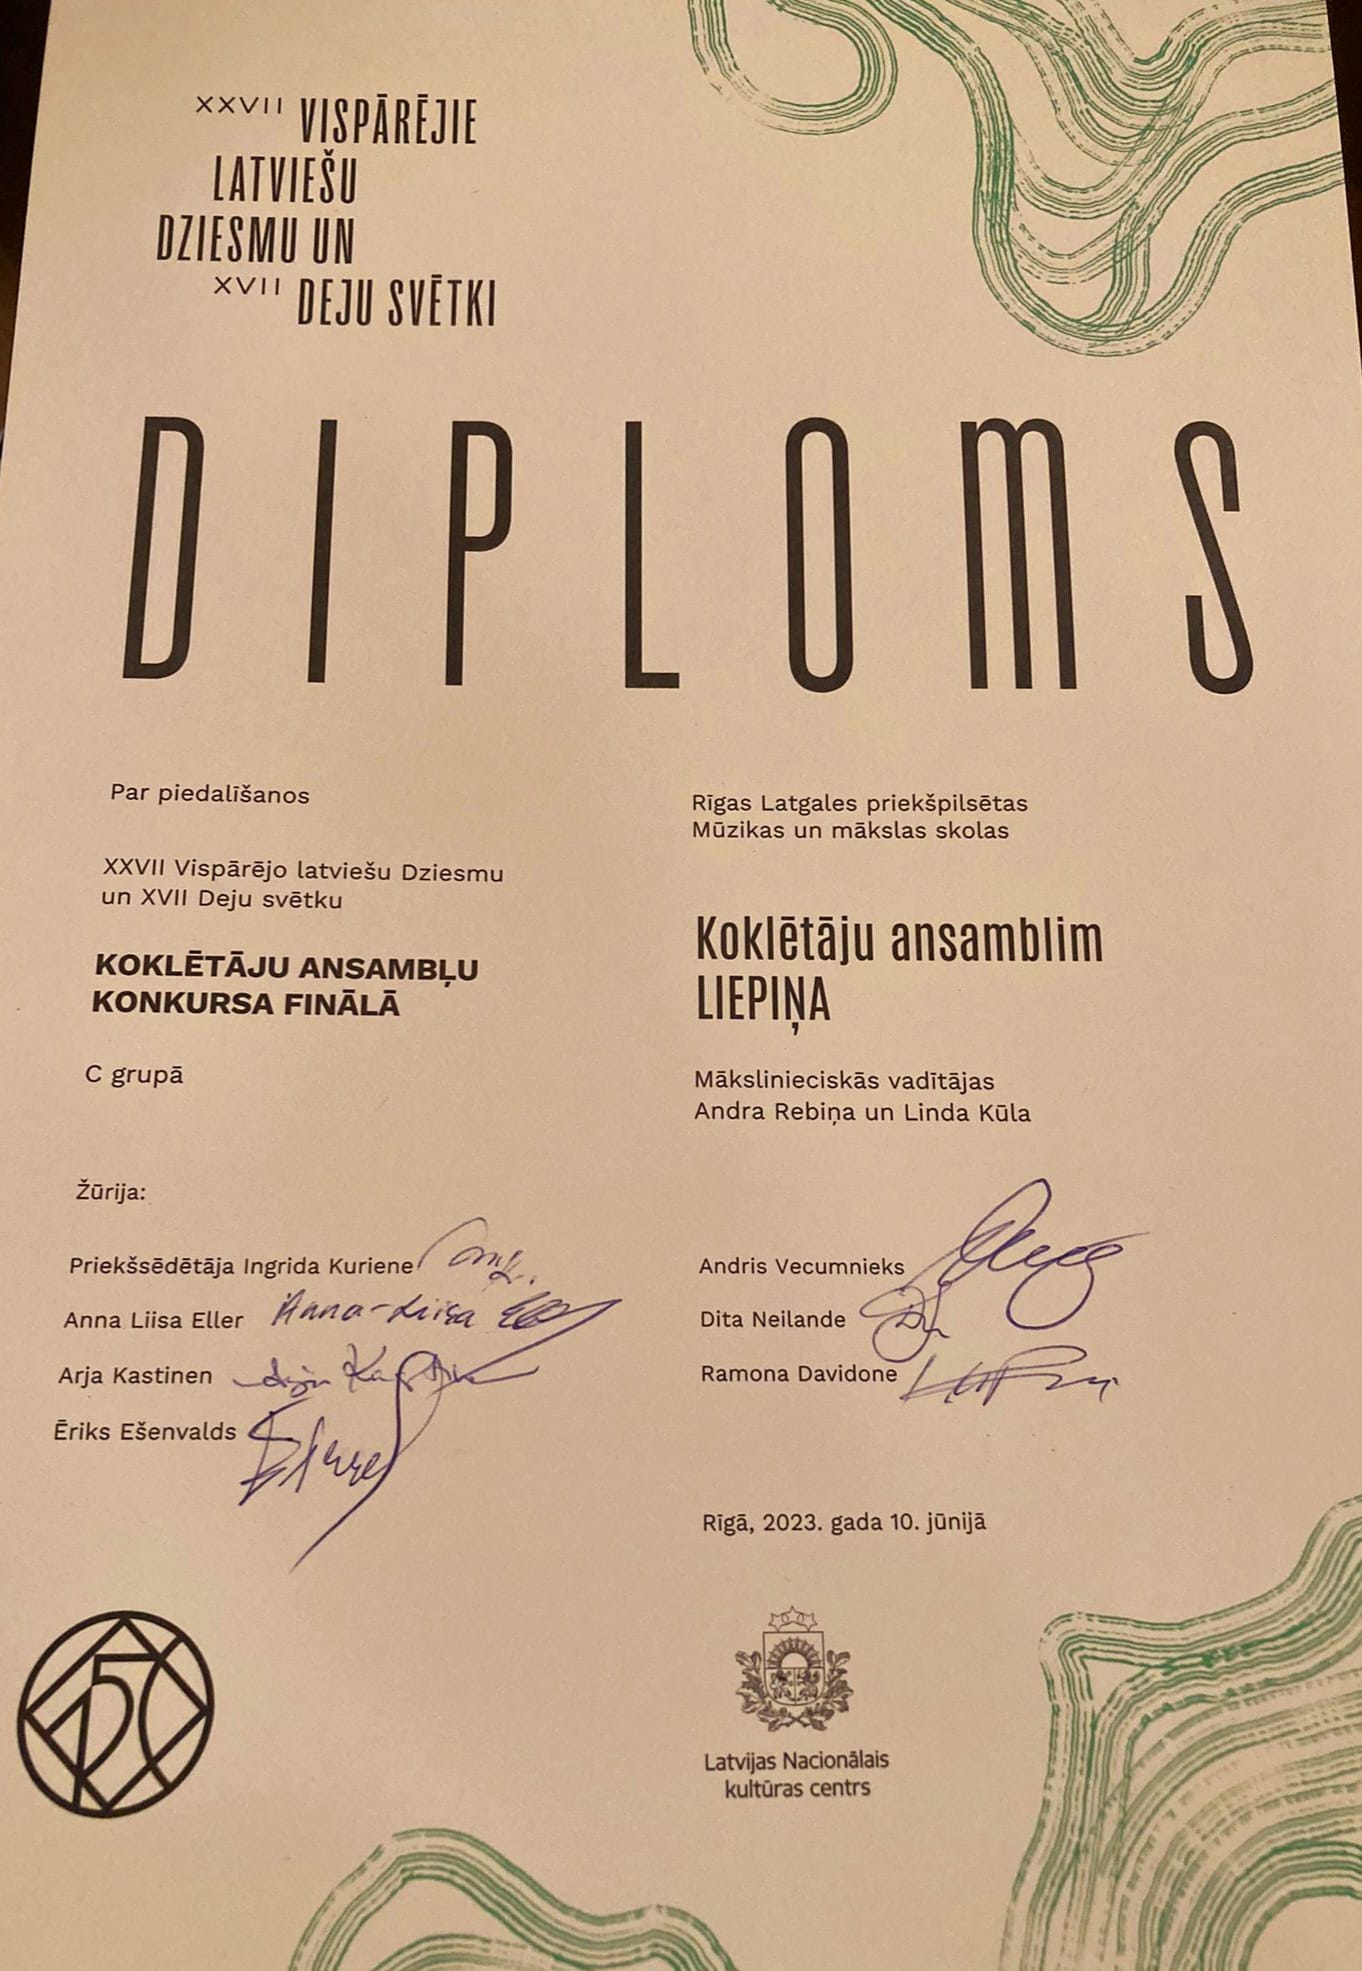 XXVII VISPĀRĒJIE
LATVIEŠU
DZIESMU UN
XVII DEJU SVĒTKI
DIPLOMS
Par piedalīšanos
XXVII Vispārējo latviešu Dziesmu
un XVII Deju svētku
KOKLĒTĀJU ANSAMBĻU
KONKURSA FINĀLĀ
C grupā
Rīgas Latgales priekšpilsētas
Mūzikas un mākslas skolas
Koklētāju ansamblim
LIEPIŅA
Mākslinieciskās vadītājas
Andra Rebiņa un Linda Kūla
Žūrija:
Priekšsēdētāja Ingrida Kuriene
Anna Liisa Eller Anna-Liisa
Arja Kastinen
Ēriks Ešenvalds
Andris Vecumnieks
Dita Neilande
Ramona Davidone
Rīgā, 2023. gada 10. jūnijā
150
Latvijas Nacionālais
kultūras centrs